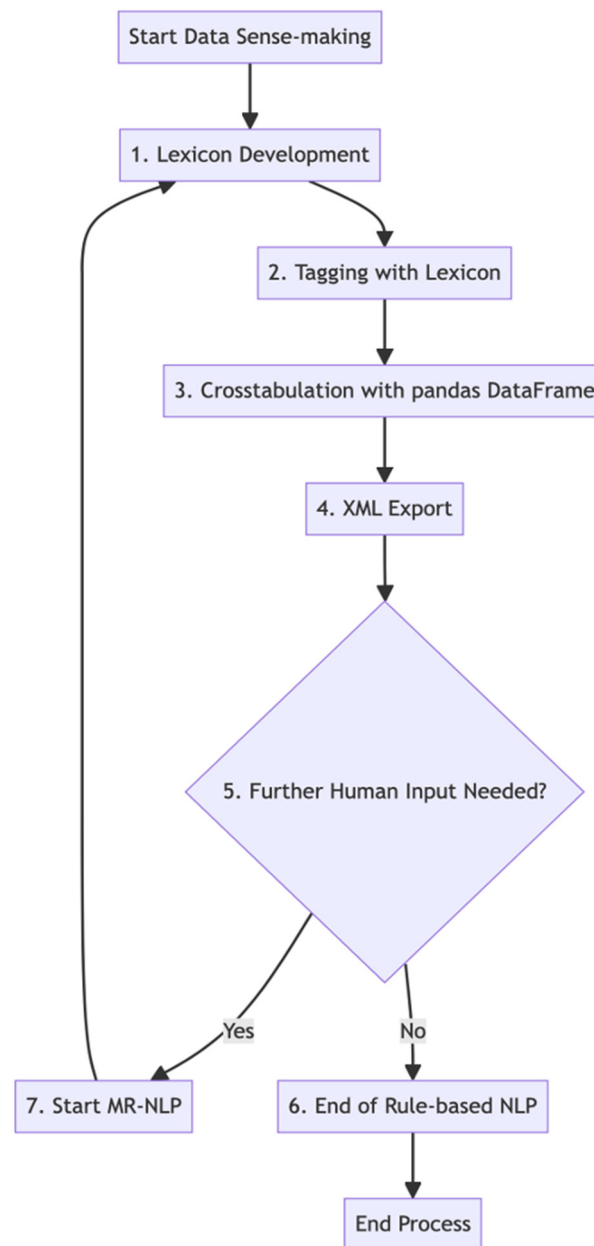 Start Data Sense-making
1. Lexicon Development
2. Tagging with Lexicon
3. Crosstabulation with pandas DataFrame
4. XML Export
5. Further Human Input Needed?
Yes
No
7. Start MR-NLP
6. End of Rule-based NLP
End Process